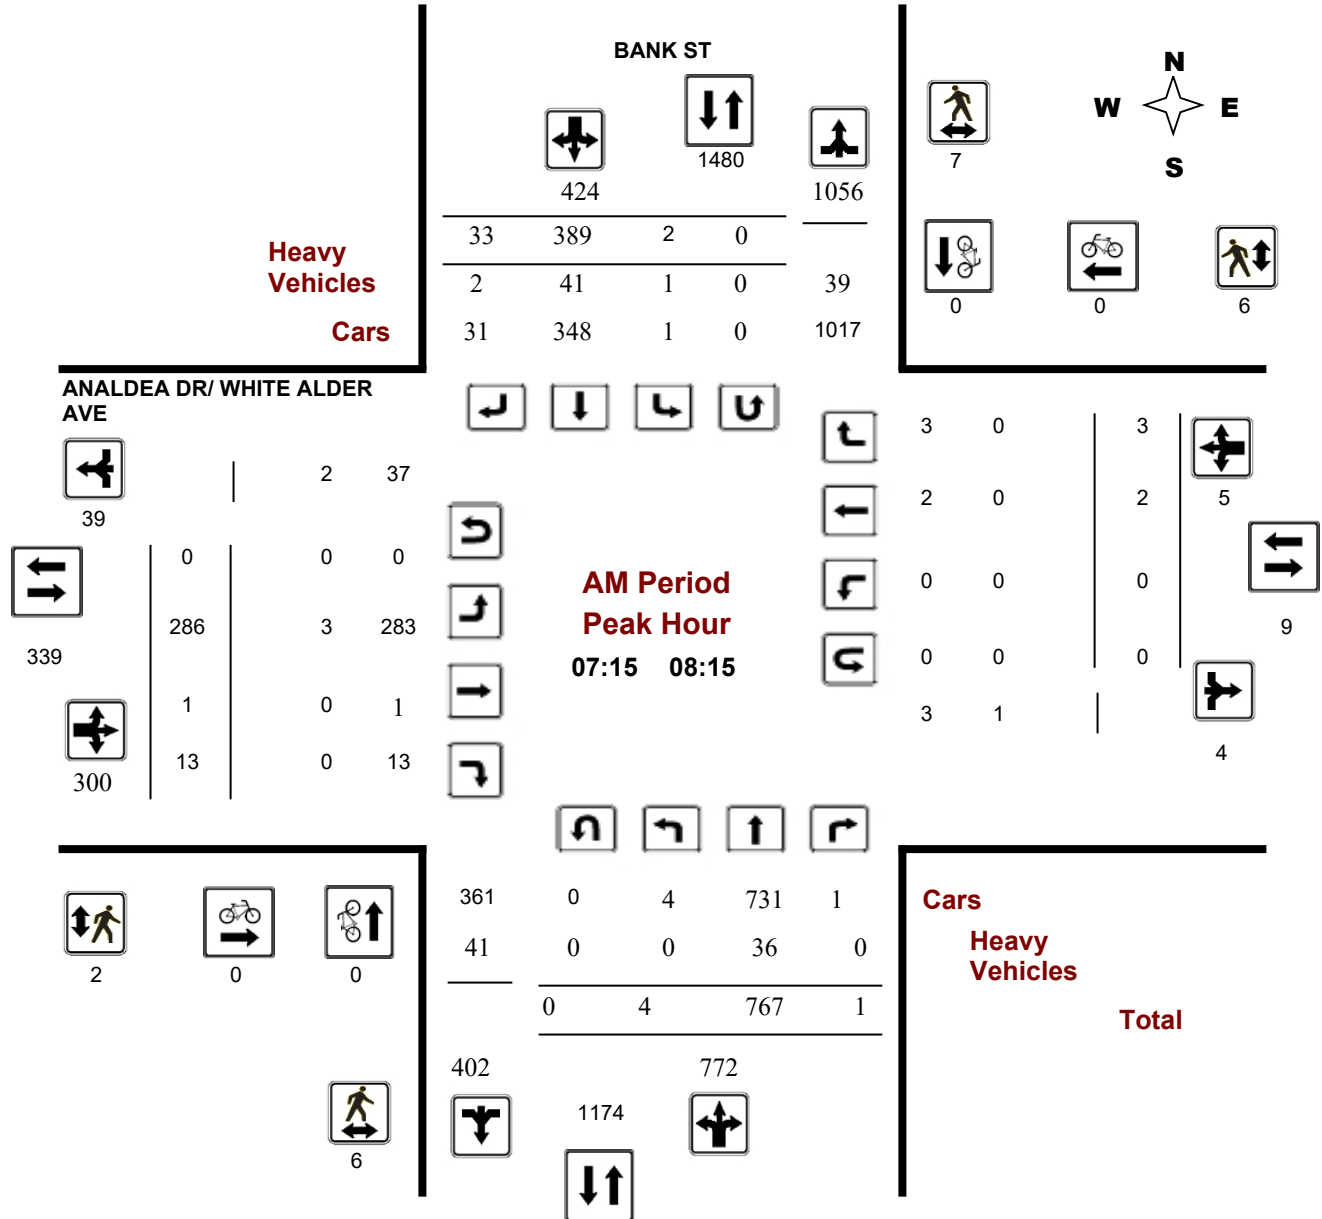 BANK ST
N
W E
S
1480
7
424 1056
33 389 2 0
Heavy
Vehicles
2 41 1 0 39
Cars 31 348 1 0 1017
0 0 6
ANALDEA DR/ WHITE ALDER
AVE
3 0 3
2 37
2 0 2 5
39
0 0 0
AM Period
0 0 0
Peak Hour
286 3 283
9
339
07:15 08:15
0 0 0
1 0 1
3 1
13 0 13
4
300
361 0 4 731 1
Cars
41 0 0 36 0
Heavy
Vehicles
2 0 0
0 4 767 1
Total
402 772
1174
6